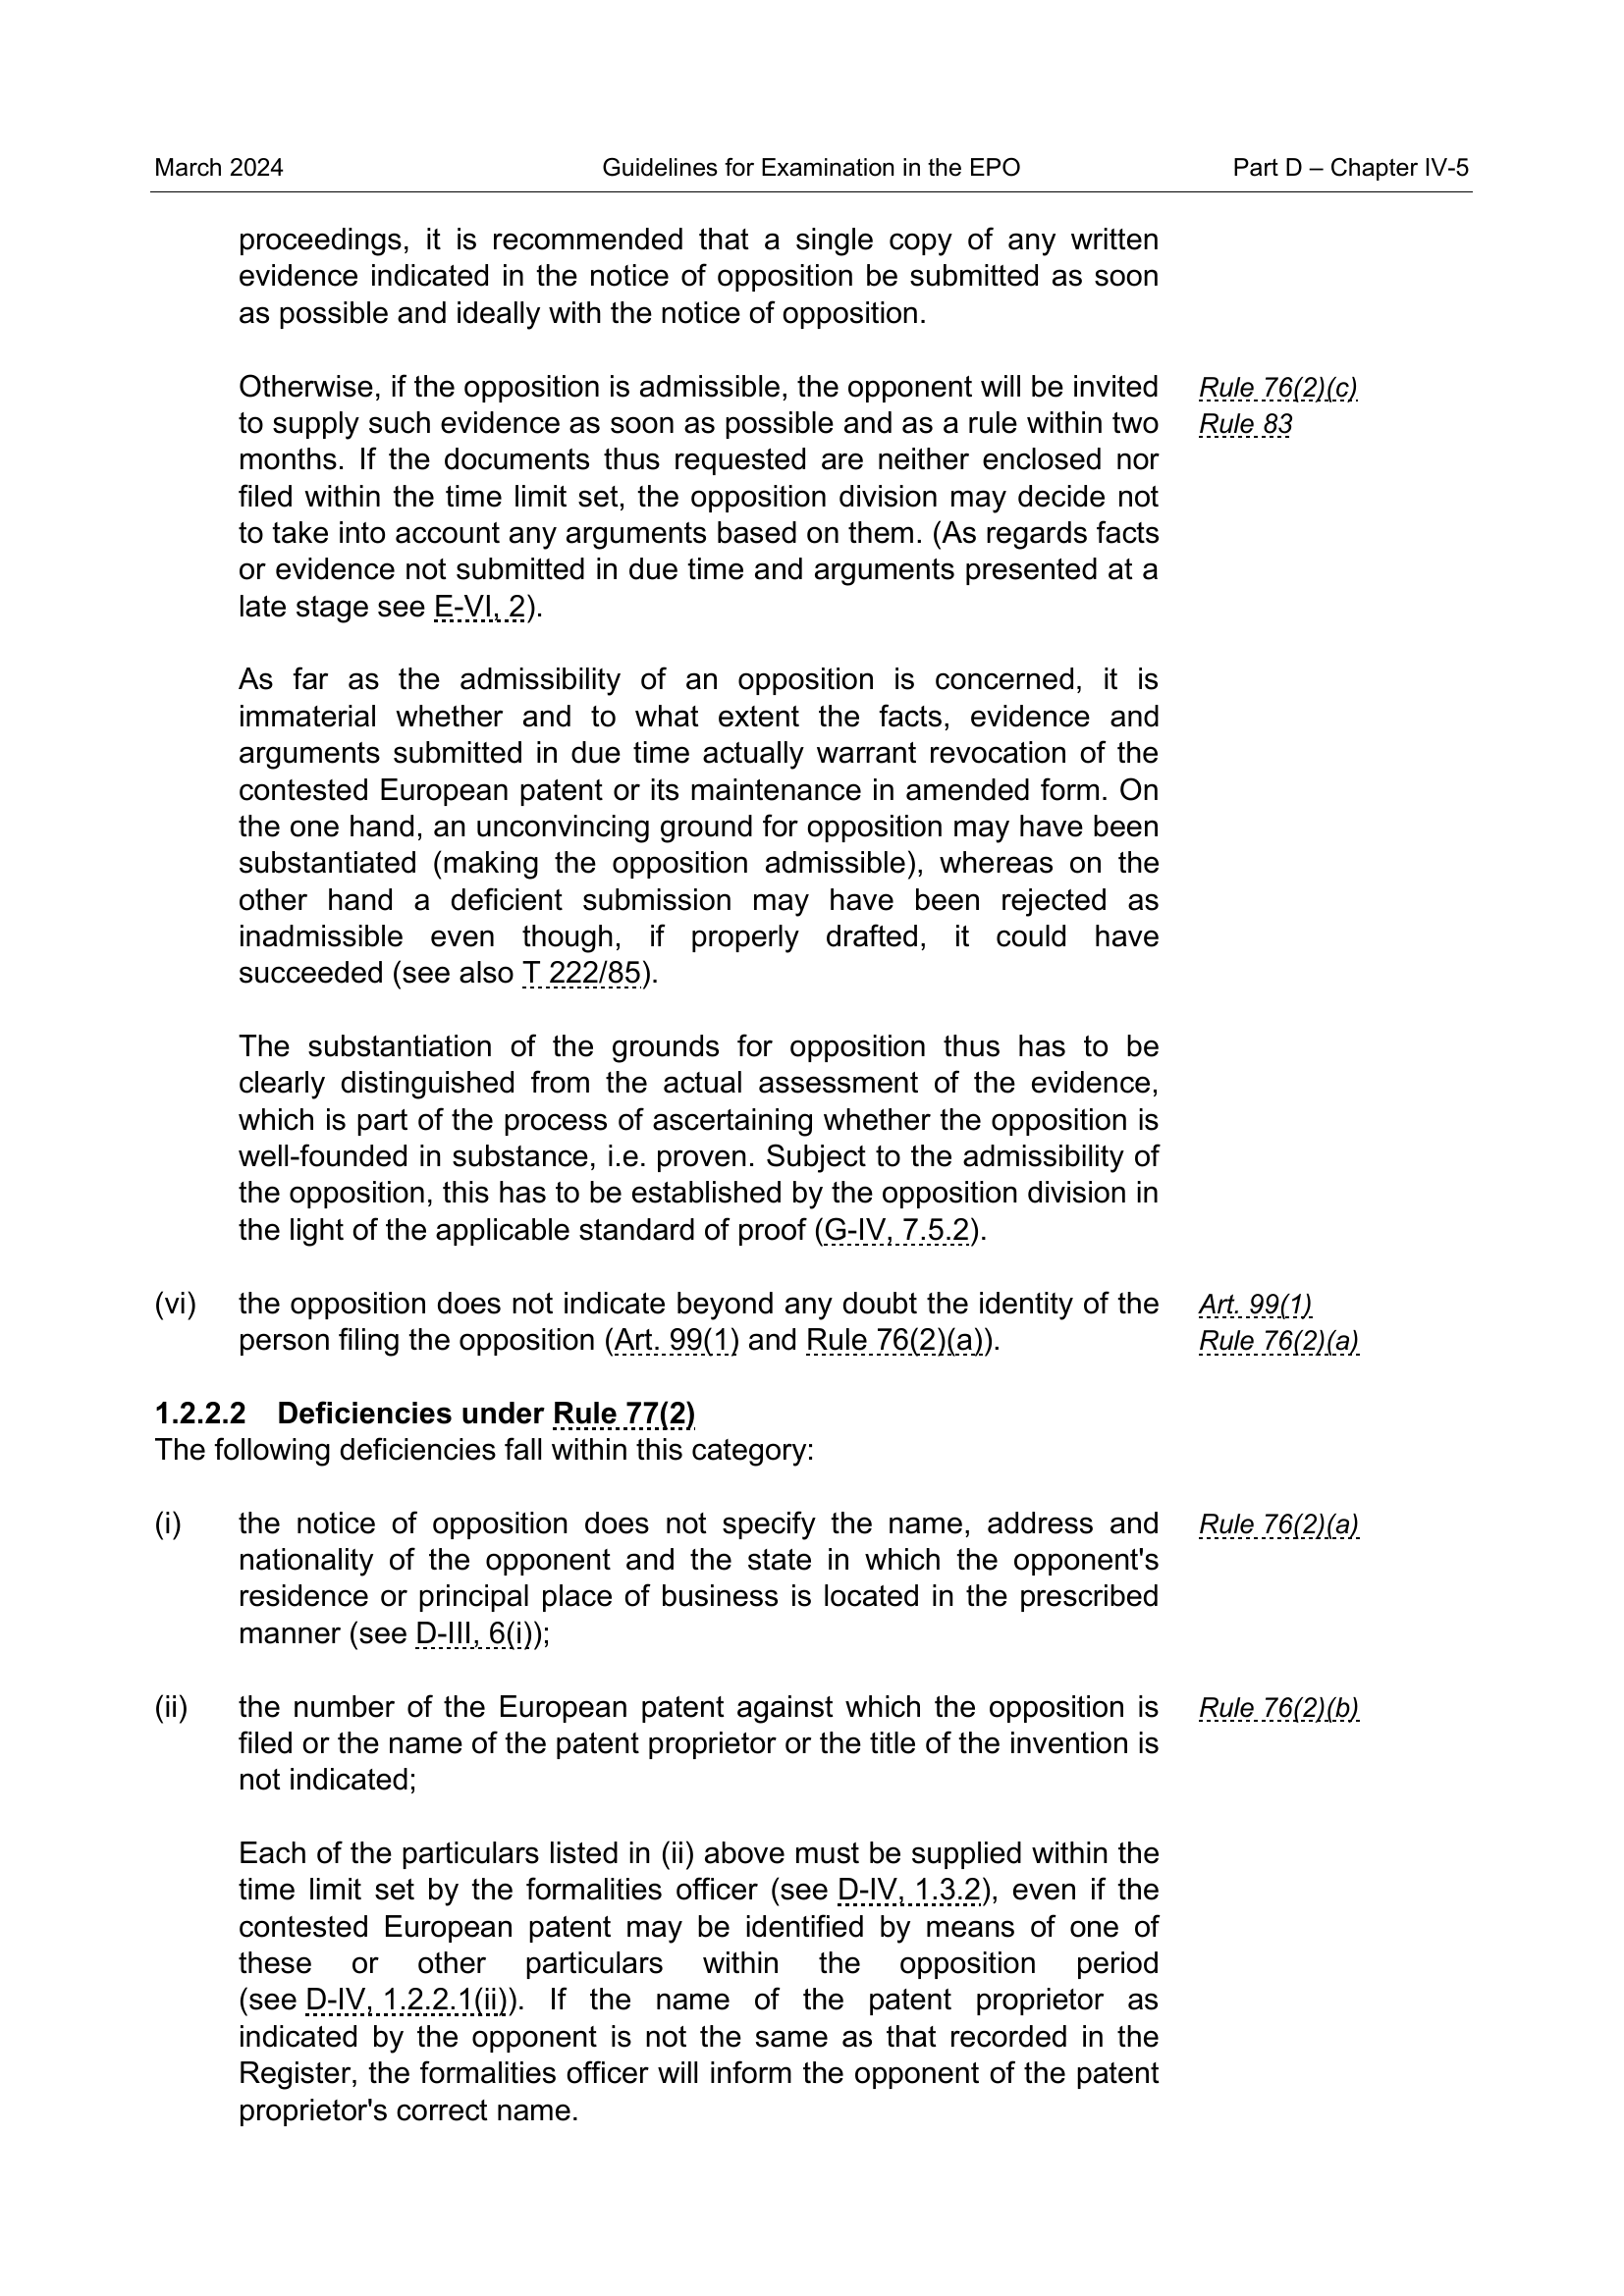 March 2024 Guidelines for Examination in the EPO Part D – Chapter IV-5
proceedings, it is recommended that a single copy of any written
evidence indicated in the notice of opposition be submitted as soon
as possible and ideally with the notice of opposition.
Otherwise, if the opposition is admissible, the opponent will be invited Rule 76(2)(c)
to supply such evidence as soon as possible and as a rule within two Rule 83
months. If the documents thus requested are neither enclosed nor
filed within the time limit set, the opposition division may decide not
to take into account any arguments based on them. (As regards facts
or evidence not submitted in due time and arguments presented at a
late stage see E-VI, 2).
As far as the admissibility of an opposition is concerned, it is
immaterial whether and to what extent the facts, evidence and
arguments submitted in due time actually warrant revocation of the
contested European patent or its maintenance in amended form. On
the one hand, an unconvincing ground for opposition may have been
substantiated (making the opposition admissible), whereas on the
other hand a deficient submission may have been rejected as
inadmissible even though, if properly drafted, it could have
succeeded (see also T 222/85).
The substantiation of the grounds for opposition thus has to be
clearly distinguished from the actual assessment of the evidence,
which is part of the process of ascertaining whether the opposition is
well-founded in substance, i.e. proven. Subject to the admissibility of
the opposition, this has to be established by the opposition division in
the light of the applicable standard of proof (G-IV, 7.5.2).
(vi) the opposition does not indicate beyond any doubt the identity of the Art. 99(1)
person filing the opposition (Art. 99(1) and Rule 76(2)(a)). Rule 76(2)(a)
1.2.2.2 Deficiencies under Rule 77(2)
The following deficiencies fall within this category:
(i) the notice of opposition does not specify the name, address and Rule 76(2)(a)
nationality of the opponent and the state in which the opponent's
residence or principal place of business is located in the prescribed
manner (see D-III, 6(i));
(ii) the number of the European patent against which the opposition is Rule 76(2)(b)
filed or the name of the patent proprietor or the title of the invention is
not indicated;
Each of the particulars listed in (ii) above must be supplied within the
time limit set by the formalities officer (see D-IV, 1.3.2), even if the
contested European patent may be identified by means of one of
these or other particulars within the opposition period
(see D-IV, 1.2.2.1(ii)). If the name of the patent proprietor as
indicated by the opponent is not the same as that recorded in the
Register, the formalities officer will inform the opponent of the patent
proprietor's correct name.